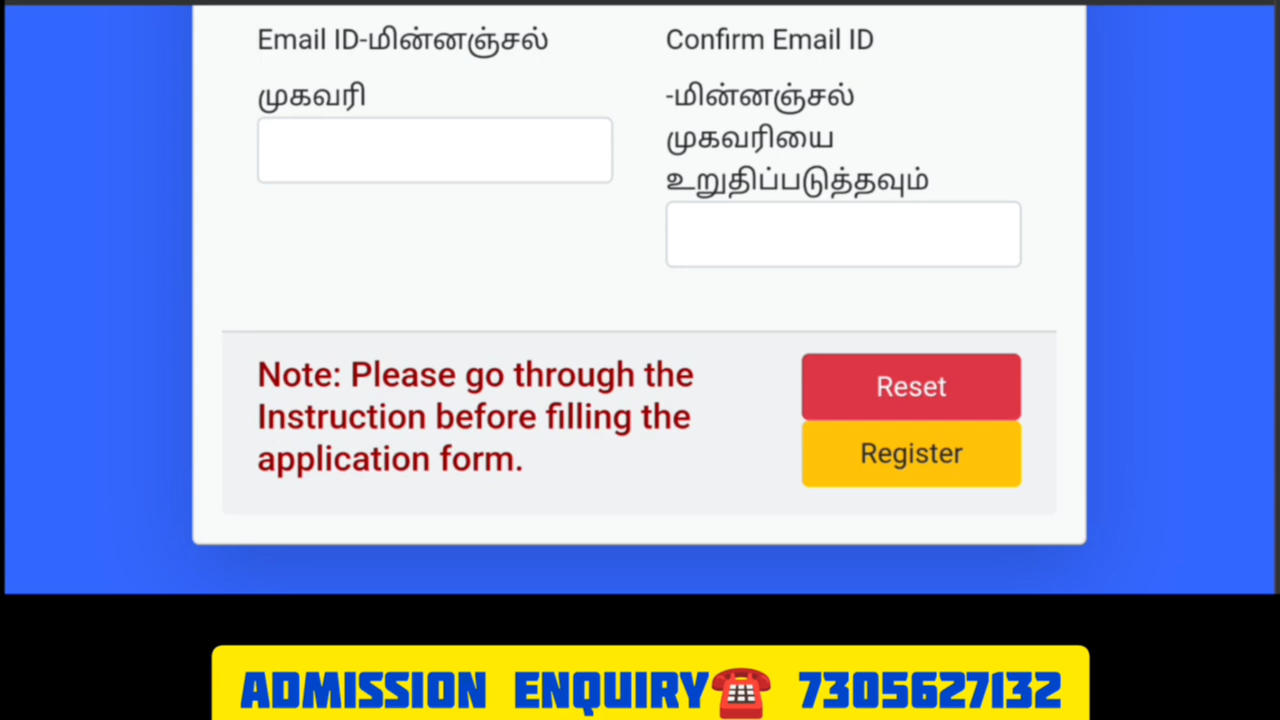 Email ID-மின்னஞ்சல்
முகவரி
Confirm Email ID
-மின்னஞ்சல்
முகவரியை
உறுதிப்படுத்தவும்
Note: Please go through the
Instruction before filling the
application form.
Reset
Register
ADMISSION ENQUIRY☎️ 7305627132